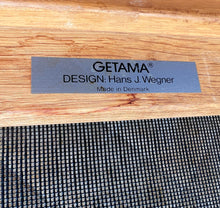 GETAMA®
DESIGN: Hans J. Wegner
Made in Denmark